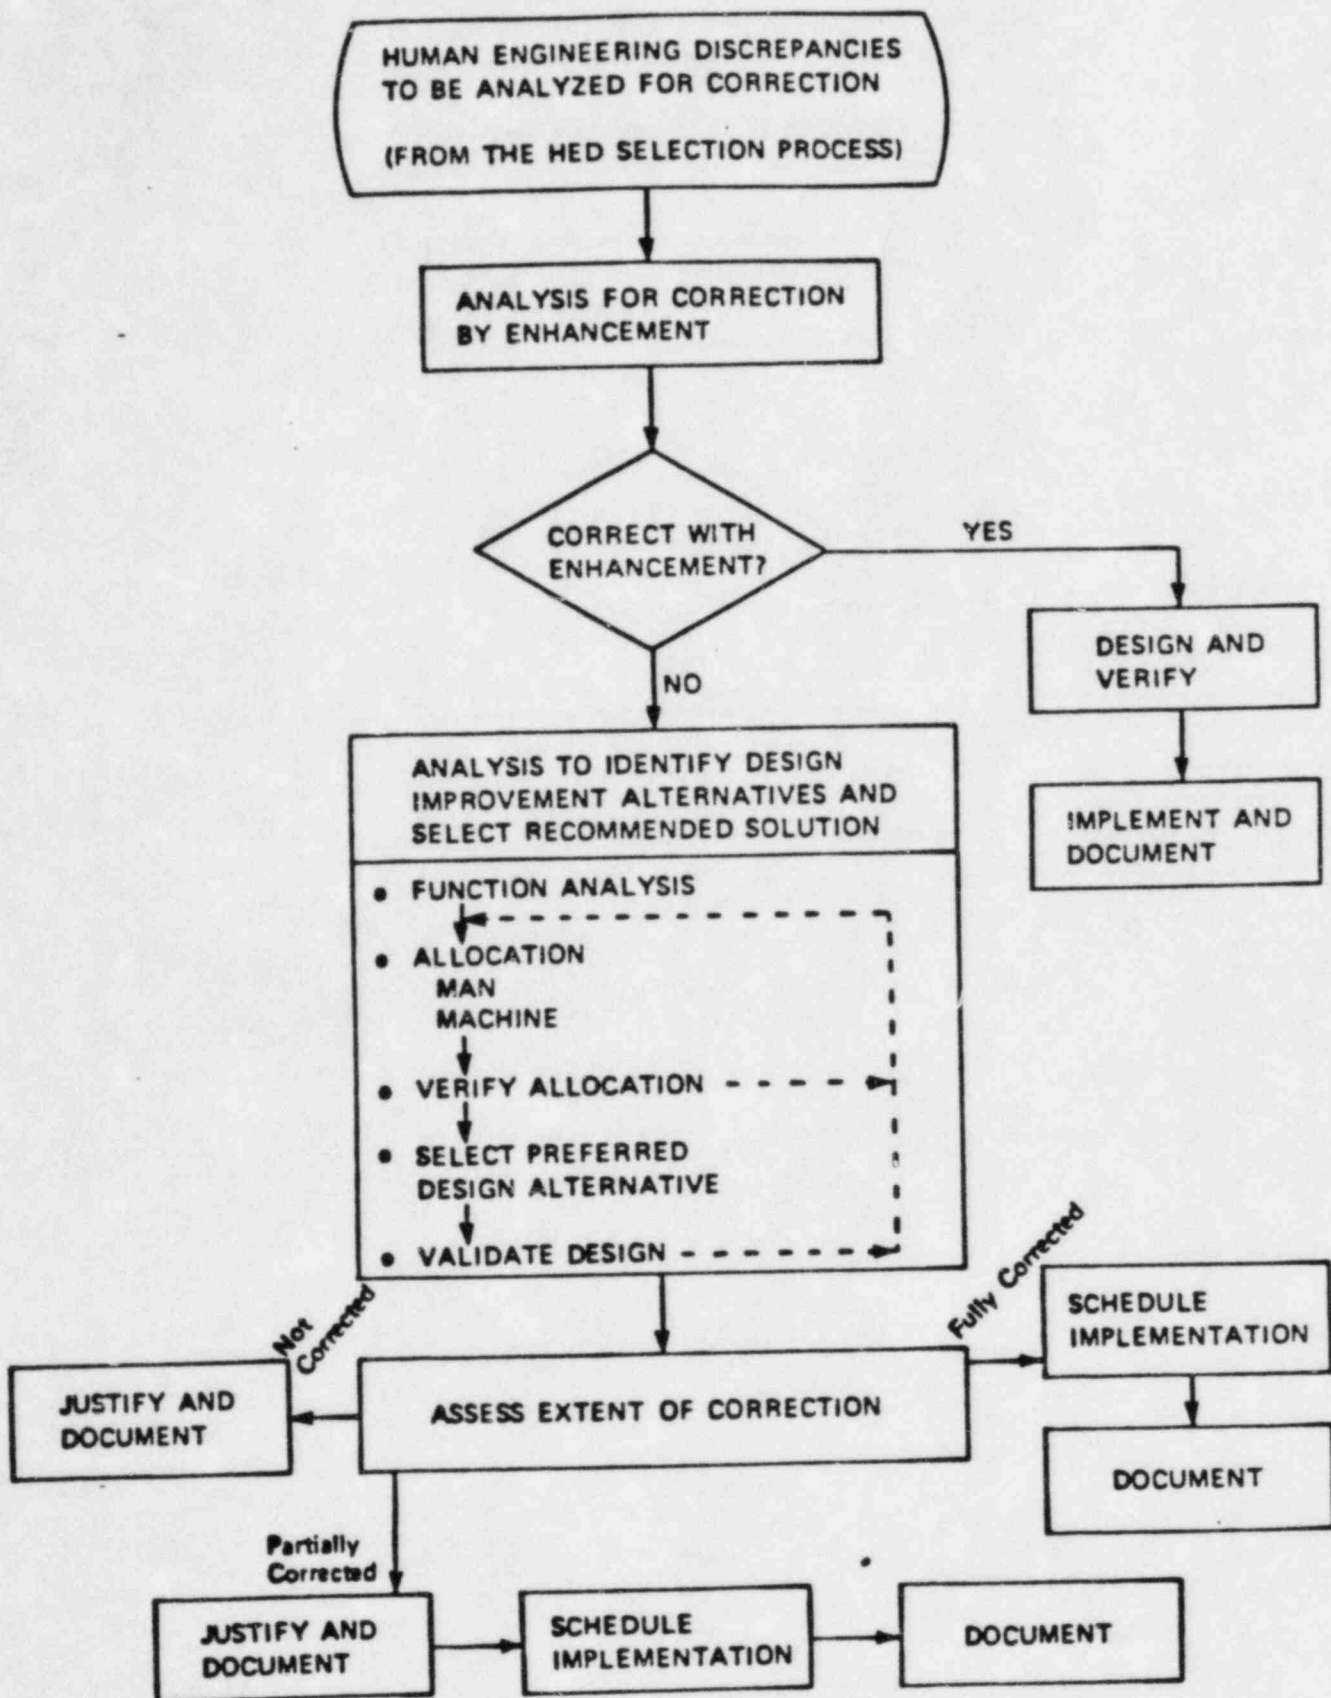 HUMAN ENGINEERING DISCREPANCIES
TO BE ANALYZED FOR CORRECTION
(FROM THE HED SELECTION PROCESS)
ANALYSIS FOR CORRECTION
BY ENHANCEMENT
CORRECT WITH
ENHANCEMENT?
YES
DESIGN AND
VERIFY
IMPLEMENT AND
DOCUMENT
NO
ANALYSIS TO IDENTIFY DESIGN
IMPROVEMENT ALTERNATIVES AND
SELECT RECOMMENDED SOLUTION
• FUNCTION ANALYSIS
• ALLOCATION
MAN
MACHINE
• VERIFY ALLOCATION
• SELECT PREFERRED
DESIGN ALTERNATIVE
• VALIDATE DESIGN
Not
Corrected
JUSTIFY AND
DOCUMENT
ASSESS EXTENT OF CORRECTION
Fully Corrected
SCHEDULE
IMPLEMENTATION
DOCUMENT
Partially
Corrected
JUSTIFY AND
DOCUMENT
SCHEDULE
IMPLEMENTATION
DOCUMENT